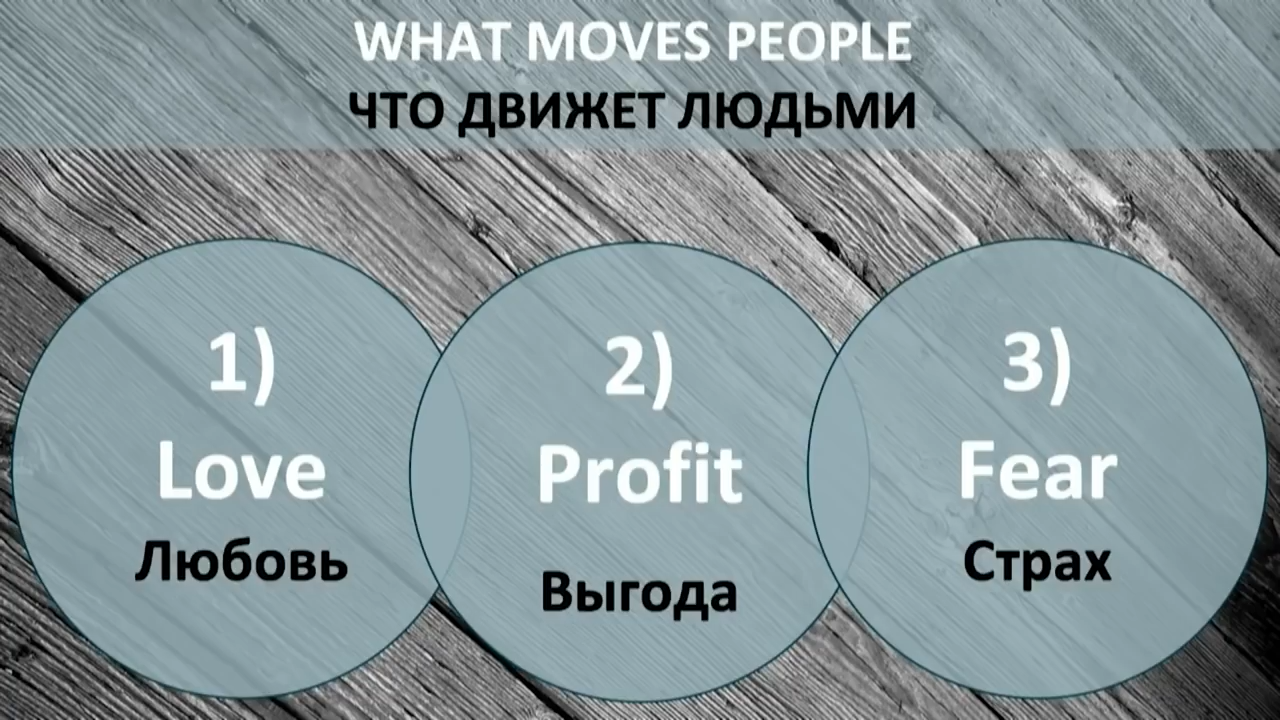 WHAT MOVES PEOPLE
ЧТО ДВИЖЕТ ЛЮДЬМИ
1)
Love
Любовь
2)
Profit
Выгода
3)
Fear
Страх